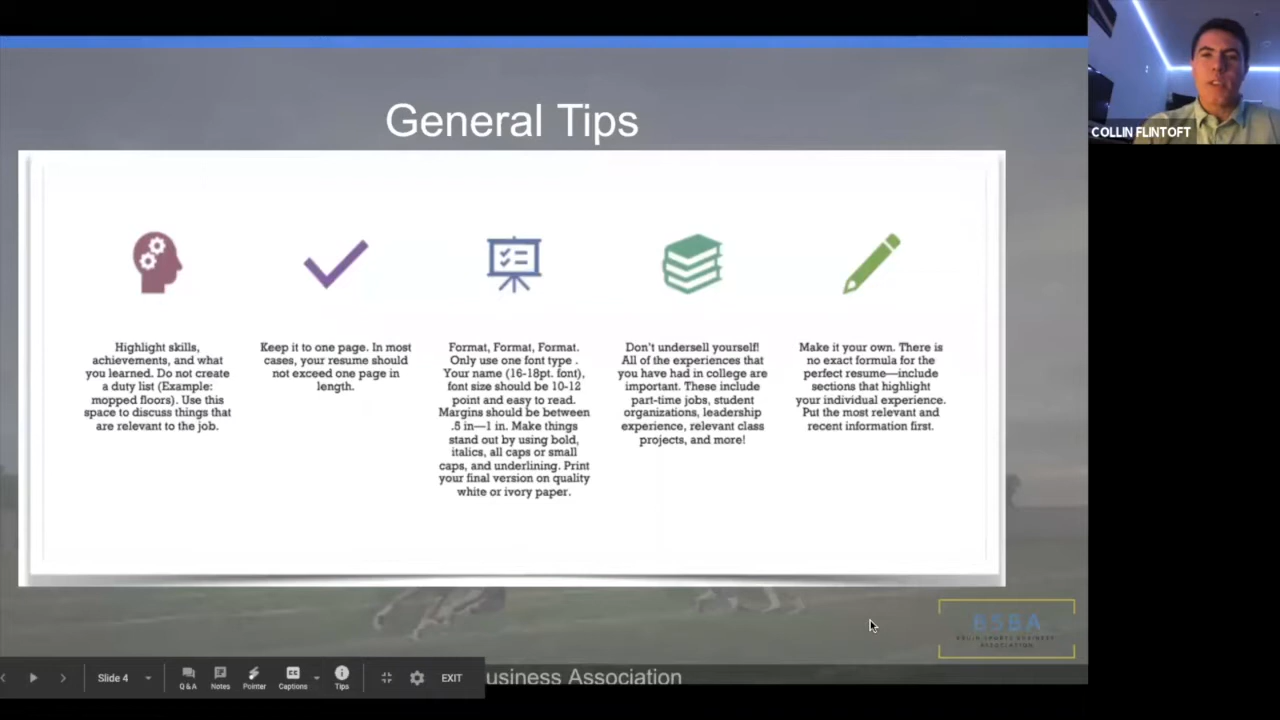 General Tips
COLLIN FLINTOFT
Highlight skills,
achievements, and what
you learned. Do not create
a duty list (Example:
mopped floors). Use this
space to discuss things that
are relevant to the job.
Keep it to one page. In most
cases, your resume should
not exceed one page in
length.
Format, Format, Format.
Only use one font type .
Your name (16-18pt. font),
font size should be 10-12
point and easy to read.
Margins should be between
.5 in—1 in. Make things
stand out by using bold,
italics, all caps or small
caps, and underlining. Print
your final version on quality
white or ivory paper.
Don't undersell yourself!
All of the experiences that
you have had in college are
important. These include
part-time jobs, student
organizations, leadership
experience, relevant class
projects, and more!
Make it your own. There is
no exact formula for the
perfect resume—include
sections that highlight
your individual experience.
Put the most relevant and
recent information first.
BSBA
BRUIN SPORTS BUSINESS
ASSOCIATION
usiness Association
Slide 4
Q&A
Notes
Pointer
CC
Captions
Tips
EXIT